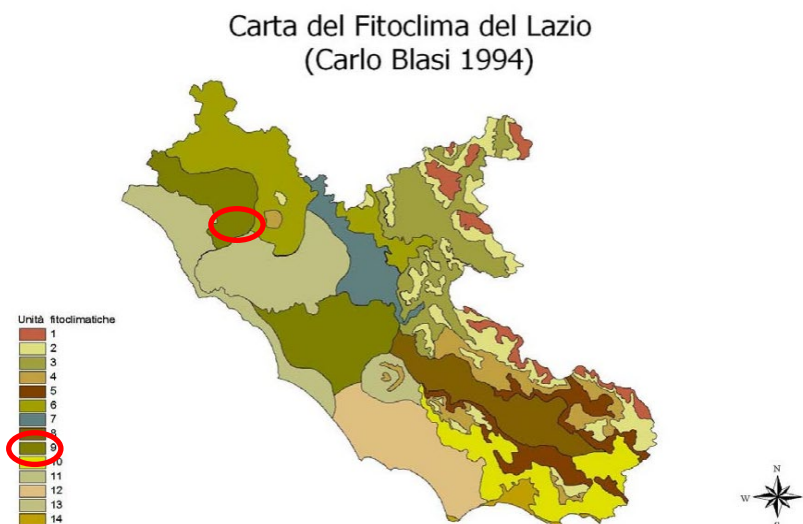 Carta del Fitoclima del Lazio
(Carlo Blasi 1994)
Unità fitoclimatiche
1
2
3
4
5
6
7
8
9
10
11
12
13
14
W
S